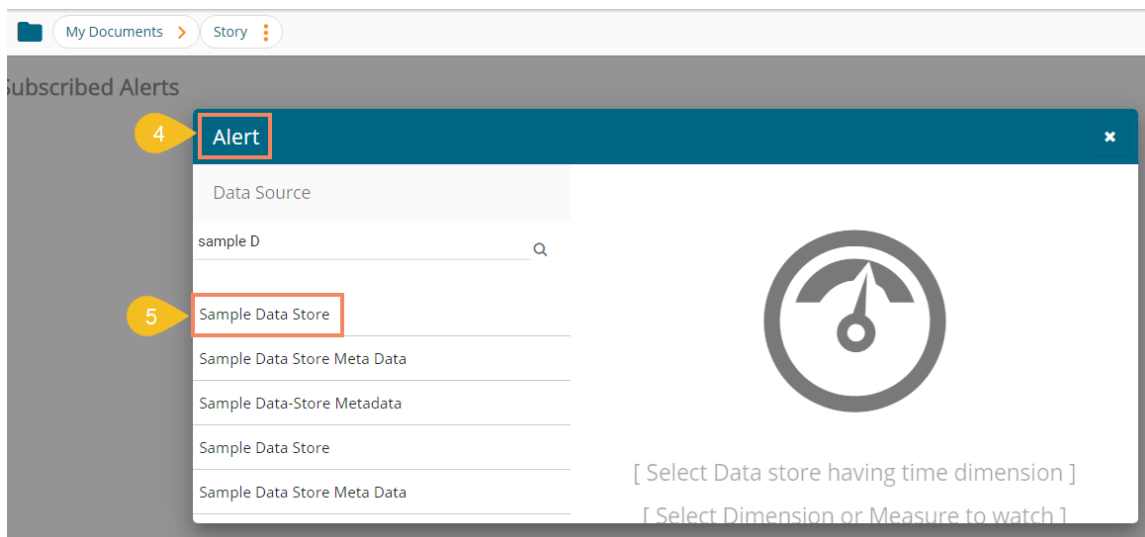 My Documents
Story
Subscribed Alerts
4
Alert
Data Source
sample D
5
Sample Data Store
Sample Data Store Meta Data
Sample Data-Store Metadata
Sample Data Store
Sample Data Store Meta Data
[ Select Data store having time dimension ]
[ Select Dimension or Measure to watch ]